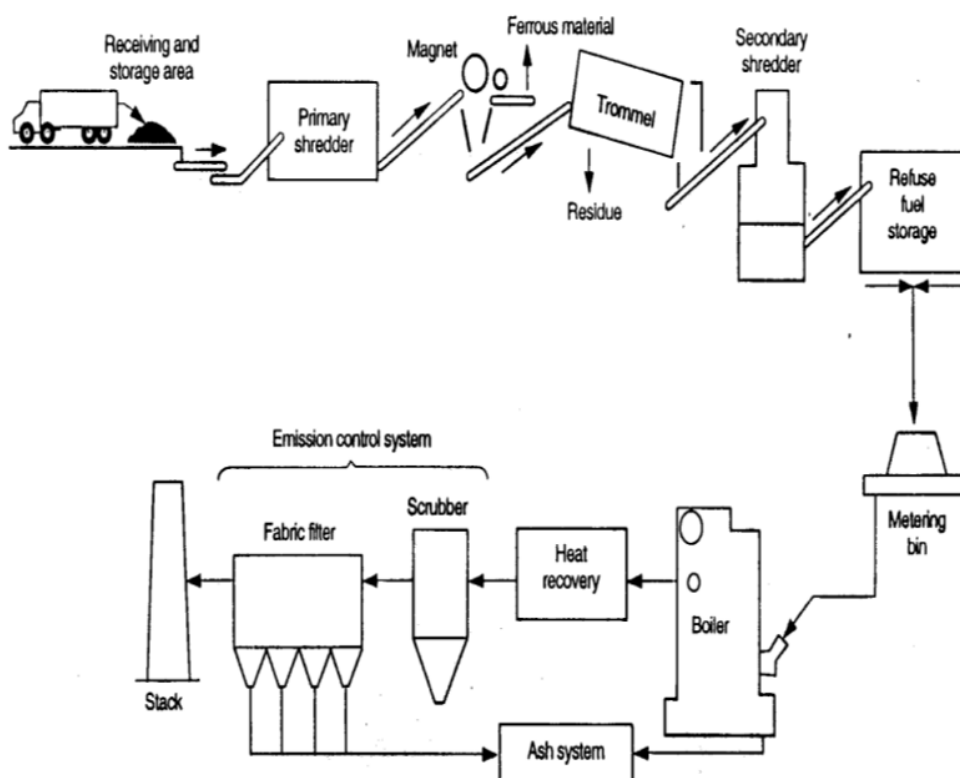 Receiving and
storage area
Primary
shredder
Magnet
Ferrous material
Trommel
Residue
Secondary
shredder
Refuse
fuel
storage
Metering
bin
Boiler
Heat
recovery
Emission control system
Scrubber
Fabric filter
Stack
Ash system